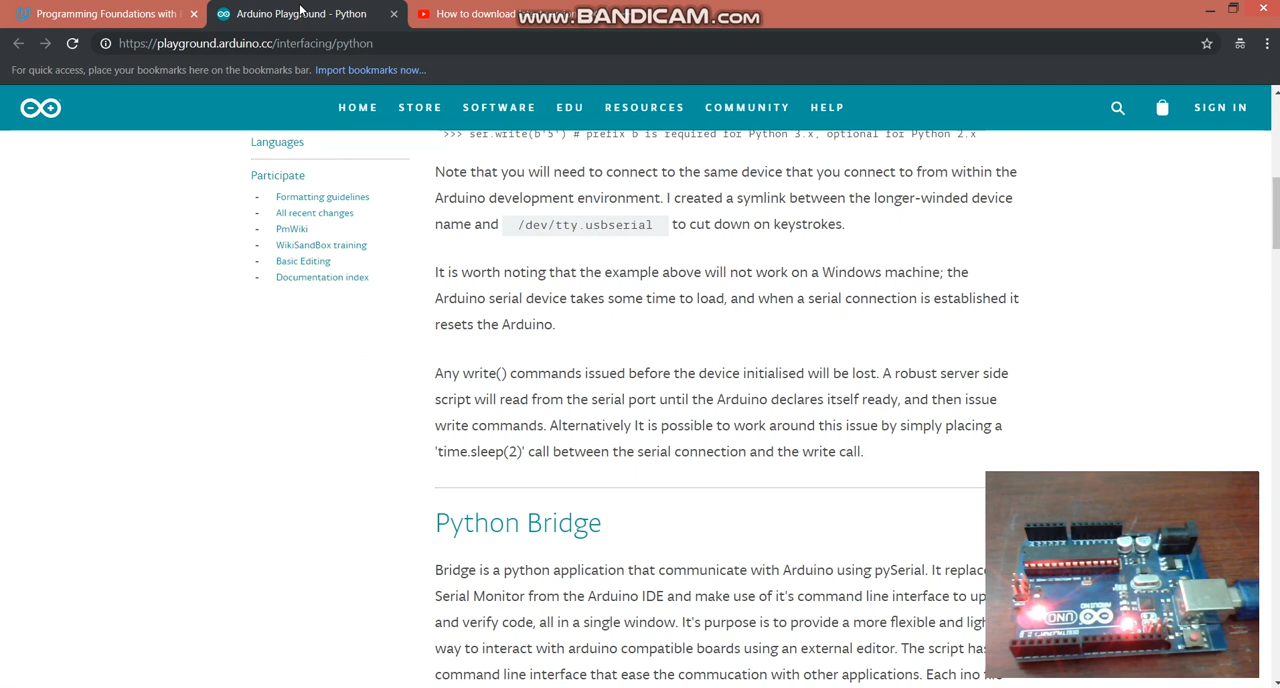 Programming Foundations with
Arduino Playground - Python
How to download
www.BANDICAM.com
https://playground.arduino.cc/interfacing/python
For quick access, place your bookmarks here on the bookmarks bar. Import bookmarks now...
HOME STORE SOFTWARE EDU RESOURCES COMMUNITY HELP SIGN IN
Languages
Participate
- Formatting guidelines
- All recent changes
- PmWiki
- WikiSandBox training
- Basic Editing
- Documentation index
>>> ser.write(b'5') # prefix b is required for Python 3.x, optional for Python 2.x
Note that you will need to connect to the same device that you connect to from within the
Arduino development environment. I created a symlink between the longer-winded device
name and /dev/tty.usbserial to cut down on keystrokes.
It is worth noting that the example above will not work on a Windows machine; the
Arduino serial device takes some time to load, and when a serial connection is established it
resets the Arduino.
Any write() commands issued before the device initialised will be lost. A robust server side
script will read from the serial port until the Arduino declares itself ready, and then issue
write commands. Alternatively It is possible to work around this issue by simply placing a
'time.sleep(2)' call between the serial connection and the write call.
Python Bridge
Bridge is a python application that communicate with Arduino using pySerial. It replac
Serial Monitor from the Arduino IDE and make use of it's command line interface to up
and verify code, all in a single window. It's purpose is to provide a more flexible and ligh
way to interact with arduino compatible boards using an external editor. The script has
command line interface that ease the commucation with other applications. Each ino fi
UNO
ARDUINO